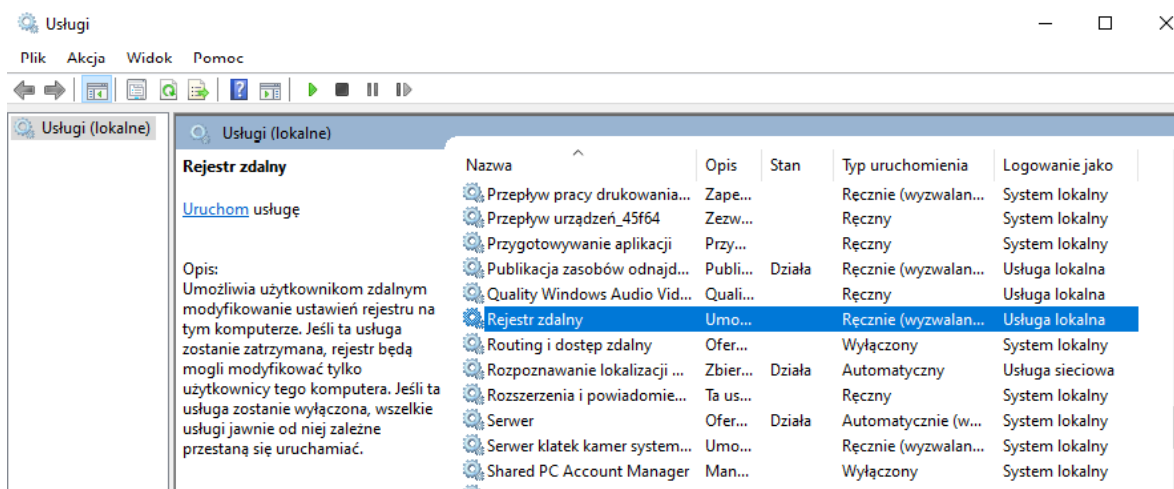 Usługi
Plik Akcja Widok Pomoc
Usługi (lokalne)
Usługi (lokalne)
Rejestr zdalny
Uruchom usługę
Opis:
Umożliwia użytkownikom zdalnym
modyfikowanie ustawień rejestru na
tym komputerze. Jeśli ta usługa
zostanie zatrzymana, rejestr będą
mogli modyfikować tylko
użytkownicy tego komputera. Jeśli ta
usługa zostanie wyłączona, wszelkie
usługi jawnie od niej zależne
przestaną się uruchamiać.
Nazwa Opis Stan Typ uruchomienia Logowanie jako
Przepływ pracy drukowania... Zape... Ręcznie (wyzwalan... System lokalny
Przepływ urządzeń_45f64 Zezw... Ręczny System lokalny
Przygotowywanie aplikacji Przy... Ręczny System lokalny
Publikacja zasobów odnajd... Publi... Działa Ręcznie (wyzwalan... Usługa lokalna
Quality Windows Audio Vid... Quali... Ręczny Usługa lokalna
Rejestr zdalny Umo... Ręcznie (wyzwalan... Usługa lokalna
Routing i dostęp zdalny Ofer... Wyłączony System lokalny
Rozpoznawanie lokalizacji ... Zbier... Działa Automatyczny Usługa sieciowa
Rozszerzenia i powiadomie... Ta us... Ręczny System lokalny
Serwer Ofer... Działa Automatycznie (w... System lokalny
Serwer klatek kamer system... Umo... Ręcznie (wyzwalan... System lokalny
Shared PC Account Manager Man... Wyłączony System lokalny